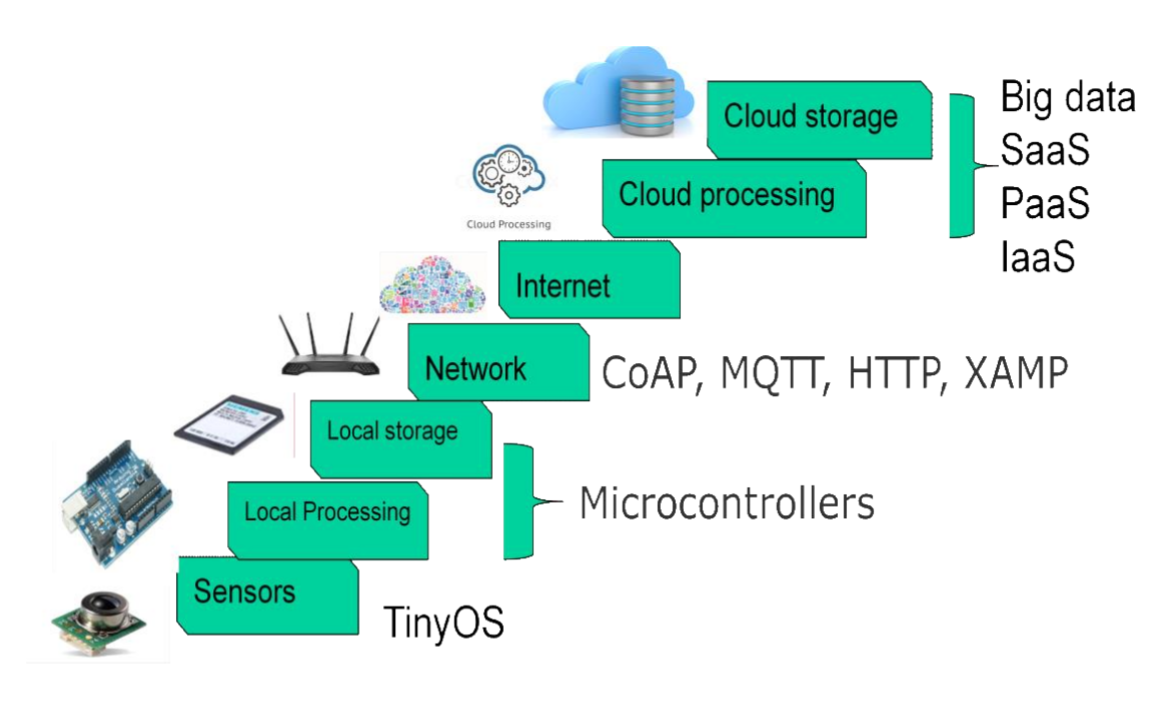 Cloud storage
Big data
SaaS
PaaS
IaaS
Cloud processing
Cloud Processing
Internet
Network
CoAP, MQTT, HTTP, XAMP
Local storage
Local Processing
Microcontrollers
Sensors
TinyOS